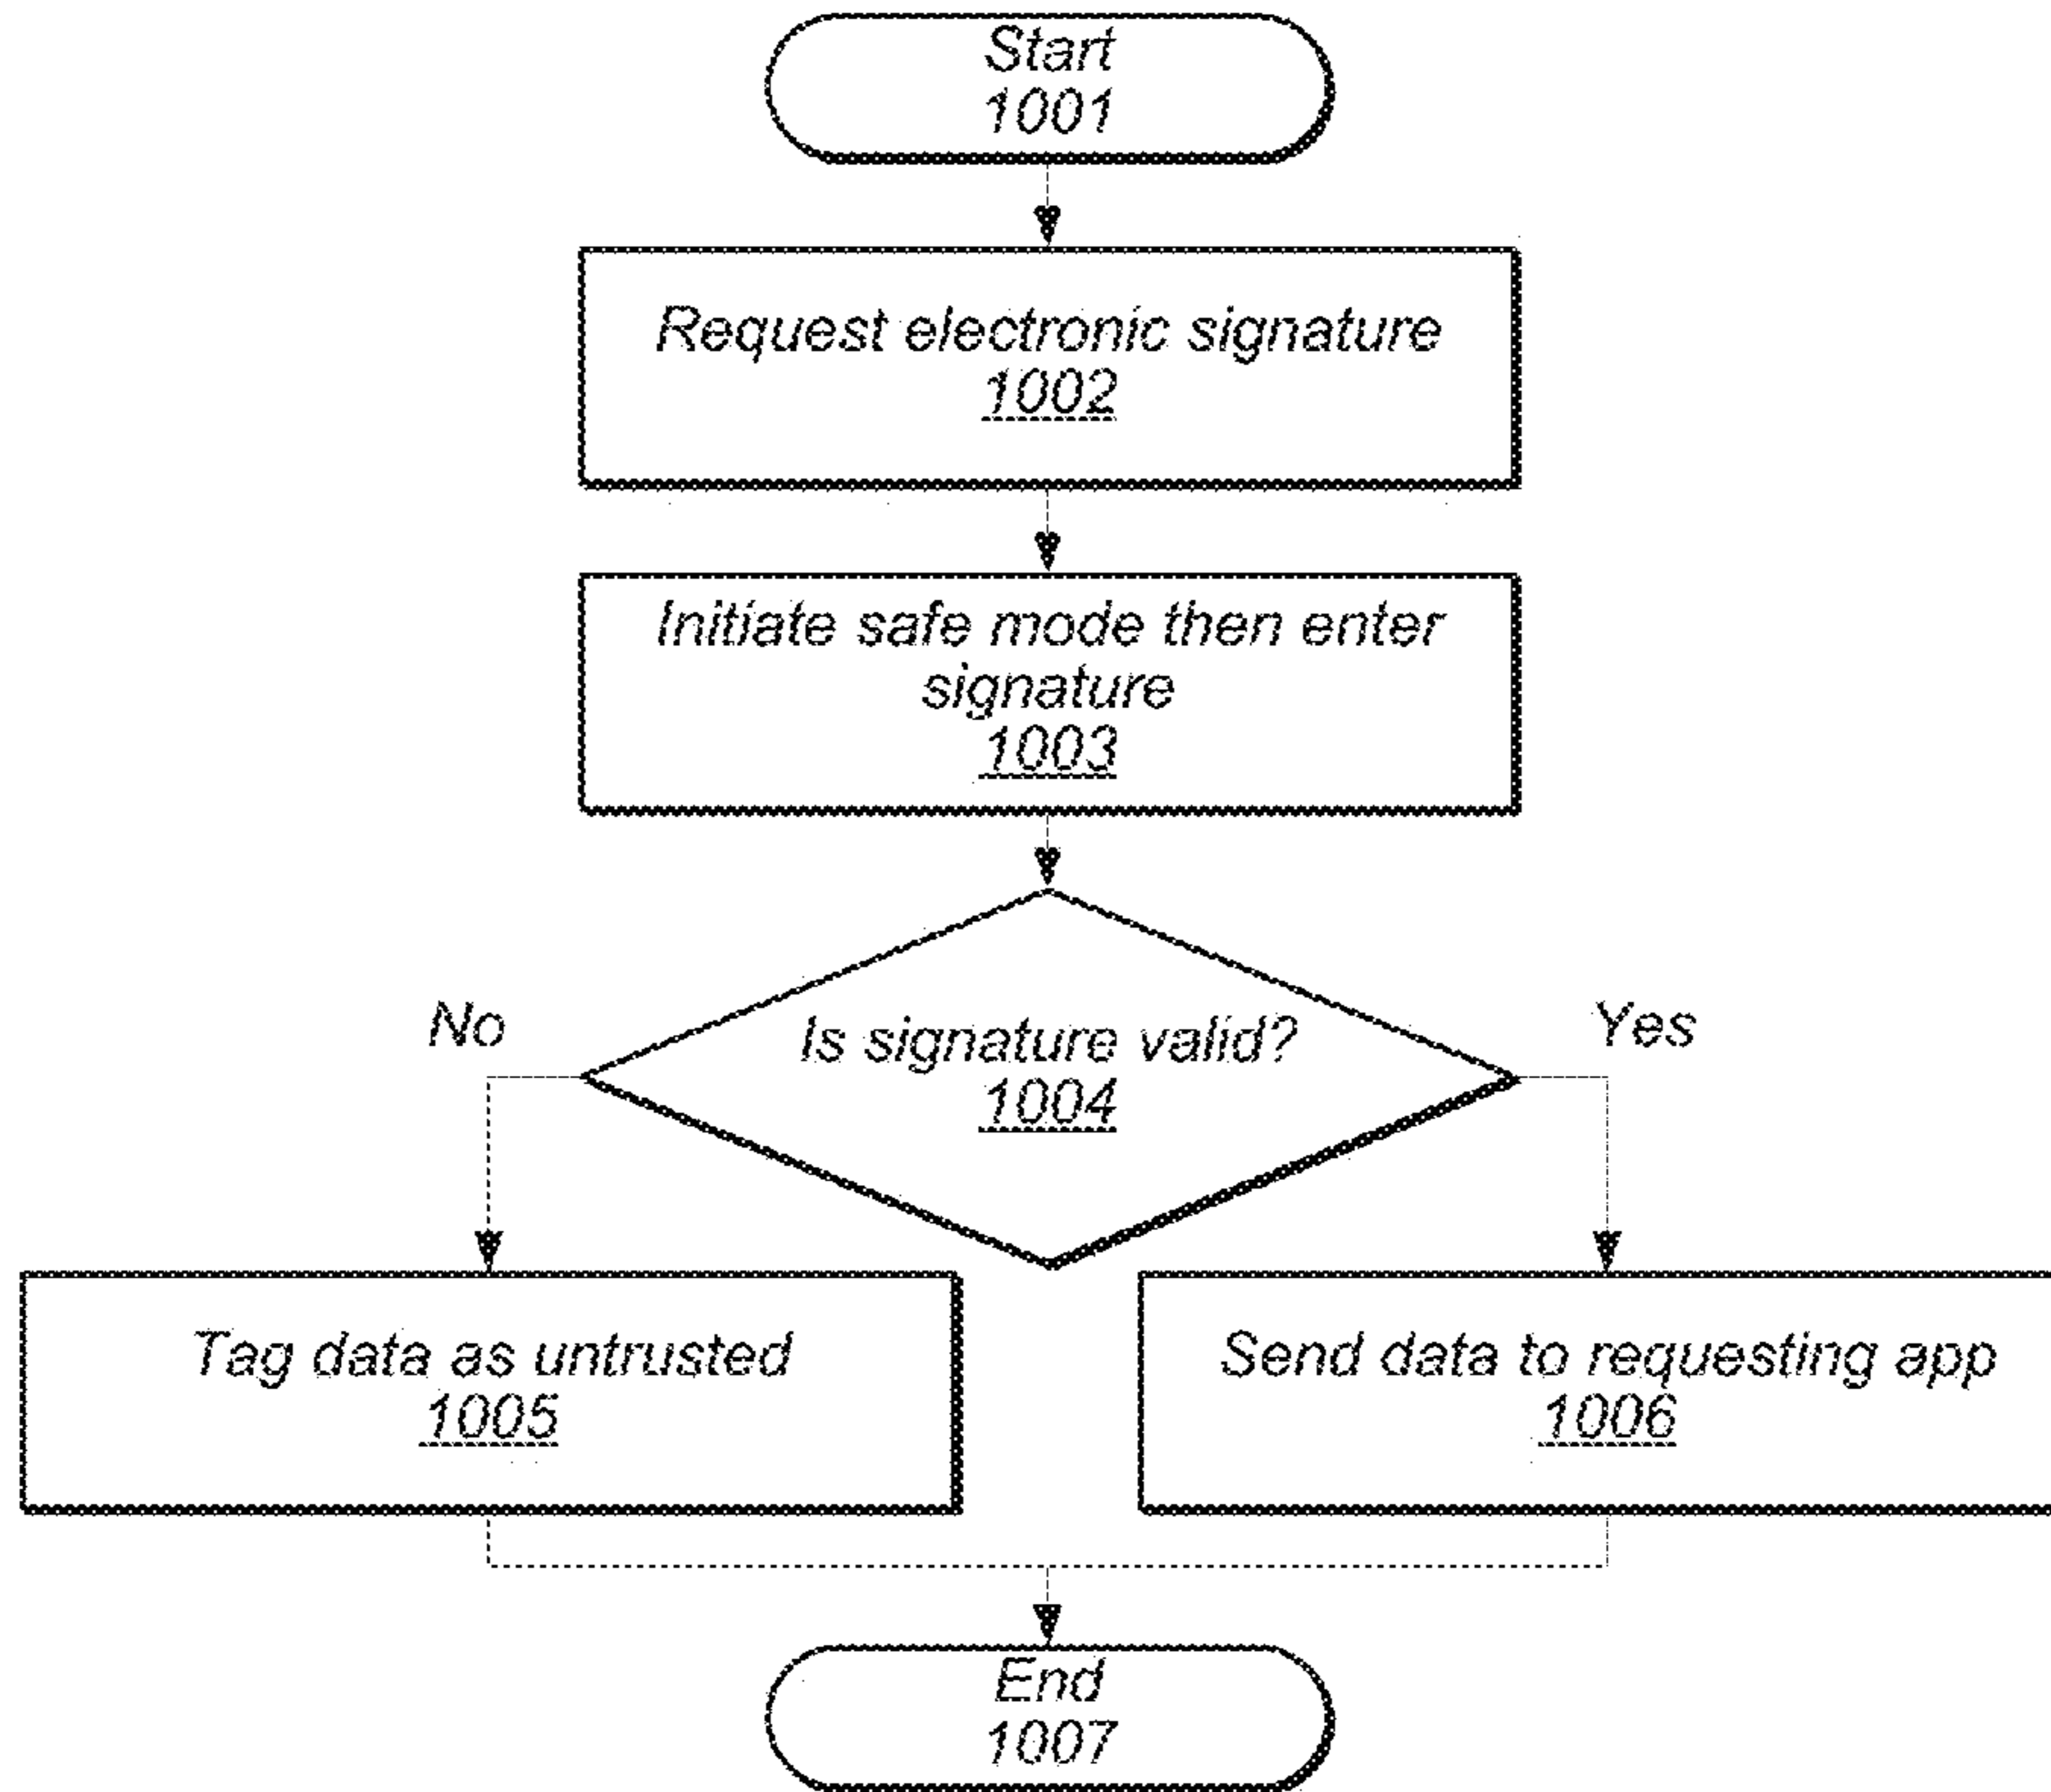 Start
1001
Request electronic signature
1002
Initiate safe mode then enter
signature
1003
No
Is signature valid?
Yes
1004
Tag data as untrusted
1005
Send data to requesting app
1006
End
1007